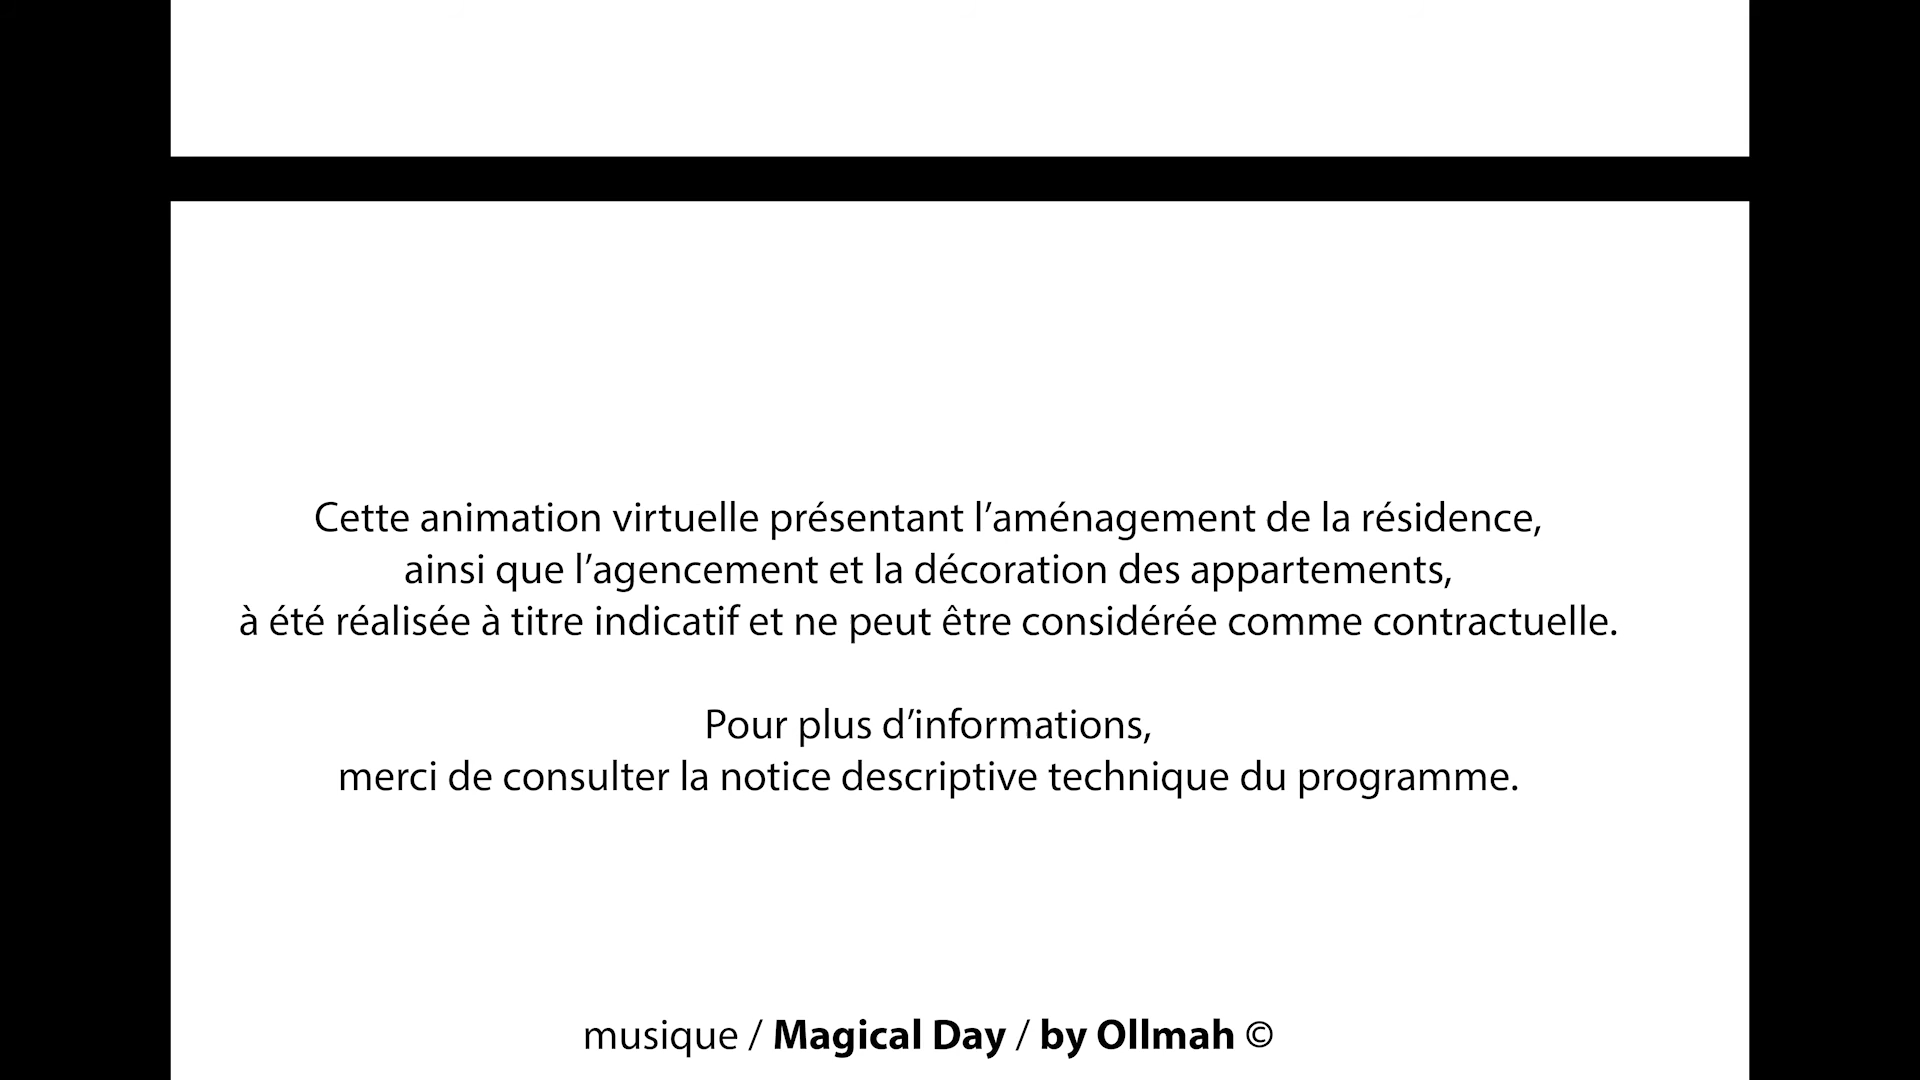 Cette animation virtuelle présentant l’aménagement de la résidence,
ainsi que l’agencement et la décoration des appartements,
à été réalisée à titre indicatif et ne peut être considérée comme contractuelle.
Pour plus d’informations,
merci de consulter la notice descriptive technique du programme.
musique / Magical Day / by Ollmah ©